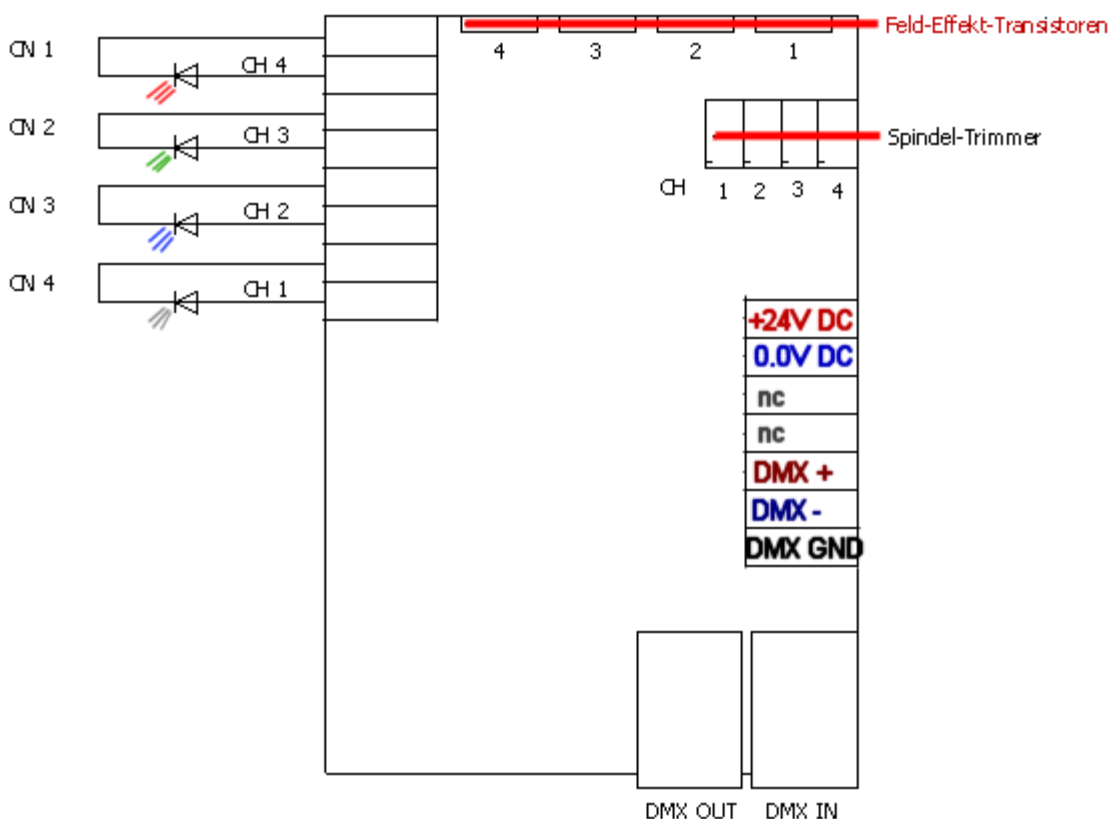 CN 1
CH 4
CN 2
CH 3
CN 3
CH 2
CN 4
CH 1
4 3 2 1
Feld-Effekt-Transistoren
Spindel-Trimmer
CH 1 2 3 4
+24V DC
0.0V DC
nc
nc
DMX +
DMX -
DMX GND
DMX OUT DMX IN